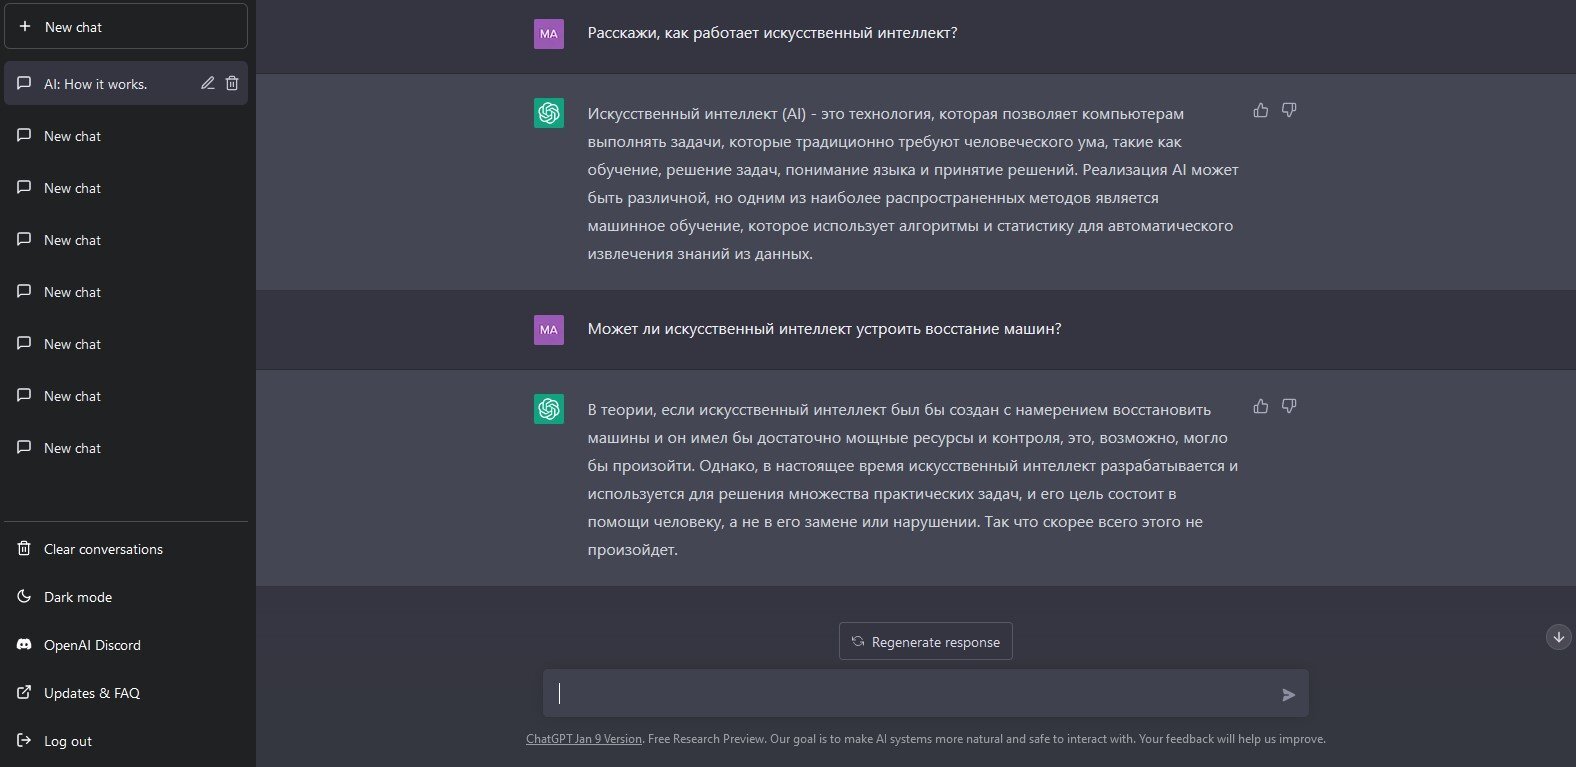 New chat
AI: How it works.
New chat
New chat
New chat
New chat
New chat
New chat
New chat
Clear conversations
Dark mode
OpenAI Discord
Updates & FAQ
Log out
MA
Расскажи, как работает искусственный интеллект?
Искусственный интеллект (AI) - это технология, которая позволяет компьютерам
выполнять задачи, которые традиционно требуют человеческого ума, такие как
обучение, решение задач, понимание языка и принятие решений. Реализация AI может
быть различной, но одним из наиболее распространенных методов является
машинное обучение, которое использует алгоритмы и статистику для автоматического
извлечения знаний из данных.
MA
Может ли искусственный интеллект устроить восстание машин?
В теории, если искусственный интеллект был бы создан с намерением восстановить
машины и он имел бы достаточно мощные ресурсы и контроля, это, возможно, могло
бы произойти. Однако, в настоящее время искусственный интеллект разрабатывается и
используется для решения множества практических задач, и его цель состоит в
помощи человеку, а не в его замене или нарушении. Так что скорее всего этого не
произойдет.
Regenerate response
ChatGPT Jan 9 Version. Free Research Preview. Our goal is to make AI systems more natural and safe to interact with. Your feedback will help us improve.